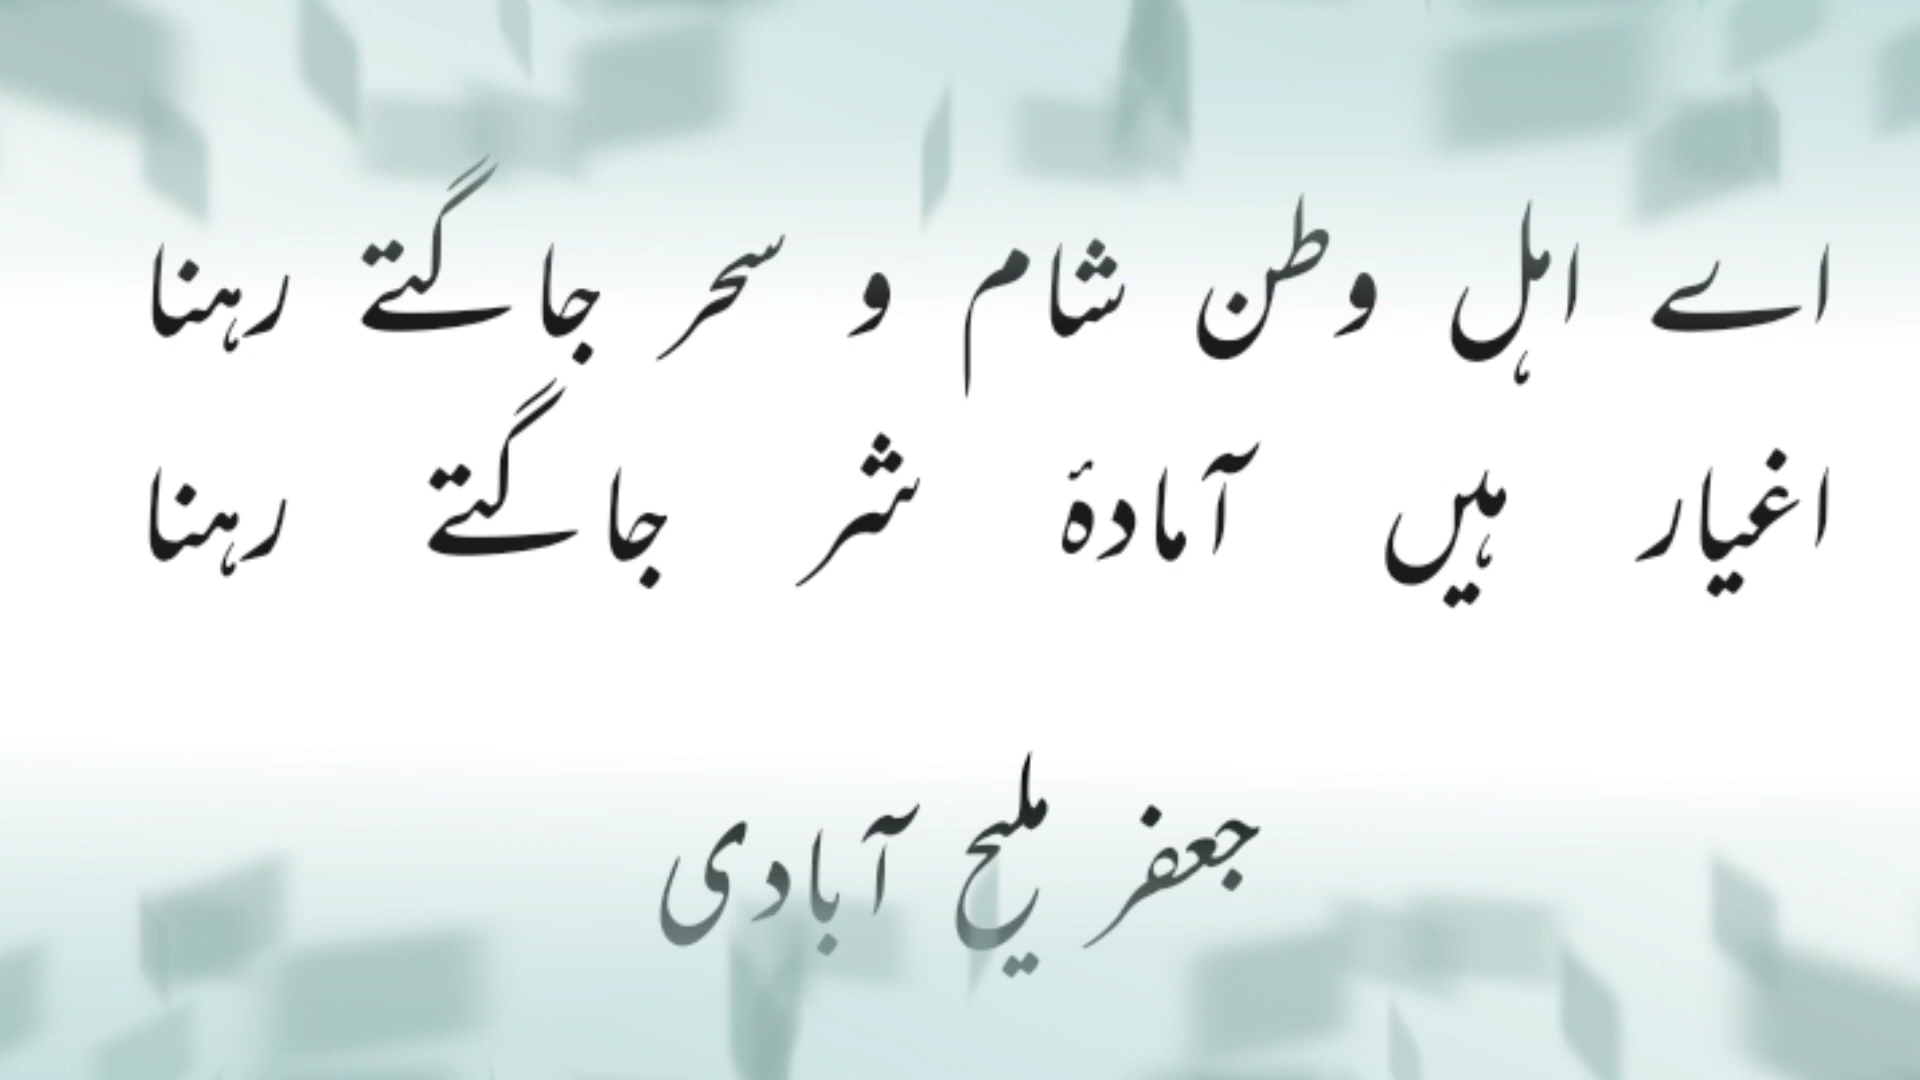 اے اہل وطن شام و سحر جاگتے رہنا
اغیار ہیں آمادۂ شر جاگتے رہنا
جعفر ملیح آبادی